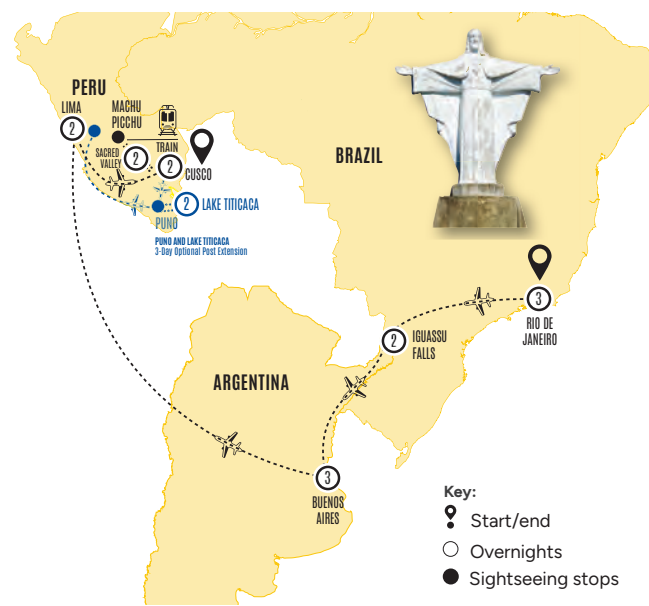 PERU
LIMA
2
MACHU
PICCHU
TRAIN
SACRED
VALLEY
2
2
CUSCO
2
LAKE TITICACA
PUNO
PUNO AND LAKE TITICACA
3-Day Optional Post Extension
BRAZIL
3
RIO DE
JANEIRO
2
IGUASSU
FALLS
ARGENTINA
3
BUENOS
AIRES
Key:
Start/end
Overnights
Sightseeing stops